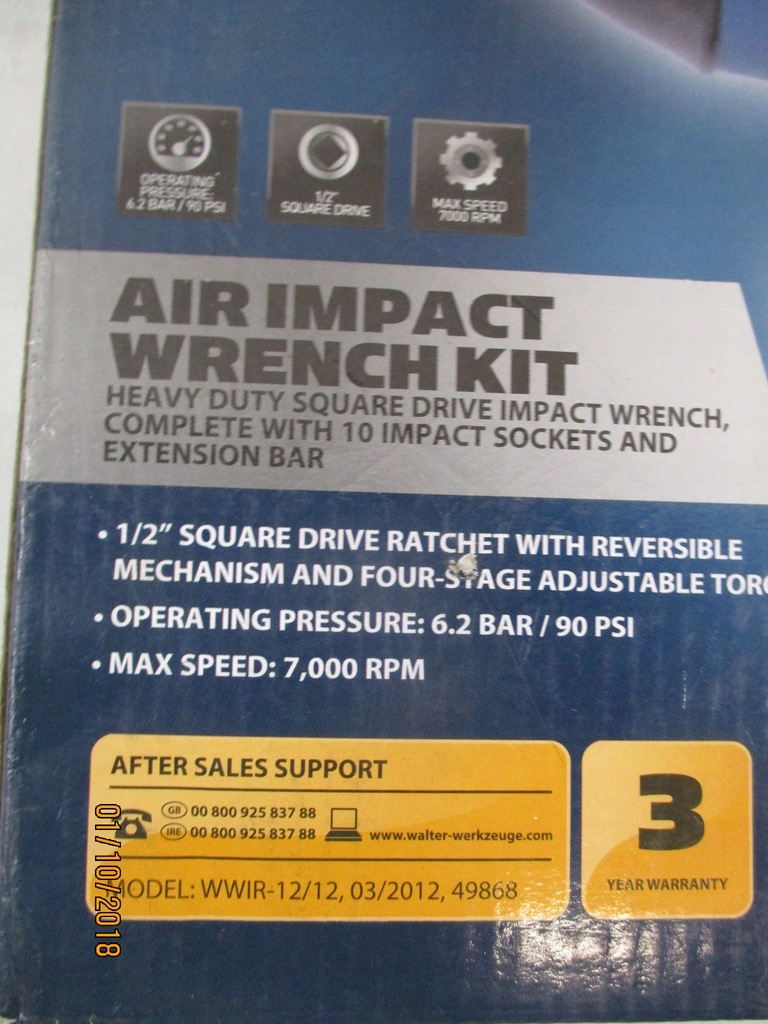 OPERATING
PRESSURE:
6.2 BAR / 90 PSI
1/2"
SQUARE DRIVE
MAX SPEED
7000 RPM
AIR IMPACT
WRENCH KIT
HEAVY DUTY SQUARE DRIVE IMPACT WRENCH,
COMPLETE WITH 10 IMPACT SOCKETS AND
EXTENSION BAR
• 1/2” SQUARE DRIVE RATCHET WITH REVERSIBLE
MECHANISM AND FOUR-STAGE ADJUSTABLE TOR
• OPERATING PRESSURE: 6.2 BAR / 90 PSI
• MAX SPEED: 7,000 RPM
AFTER SALES SUPPORT
GB 00 800 925 837 88
IRE 00 800 925 837 88
www.walter-werkzeuge.com
MODEL: WWIR-12/12, 03/2012, 49868
3
YEAR WARRANTY
01/10/2018